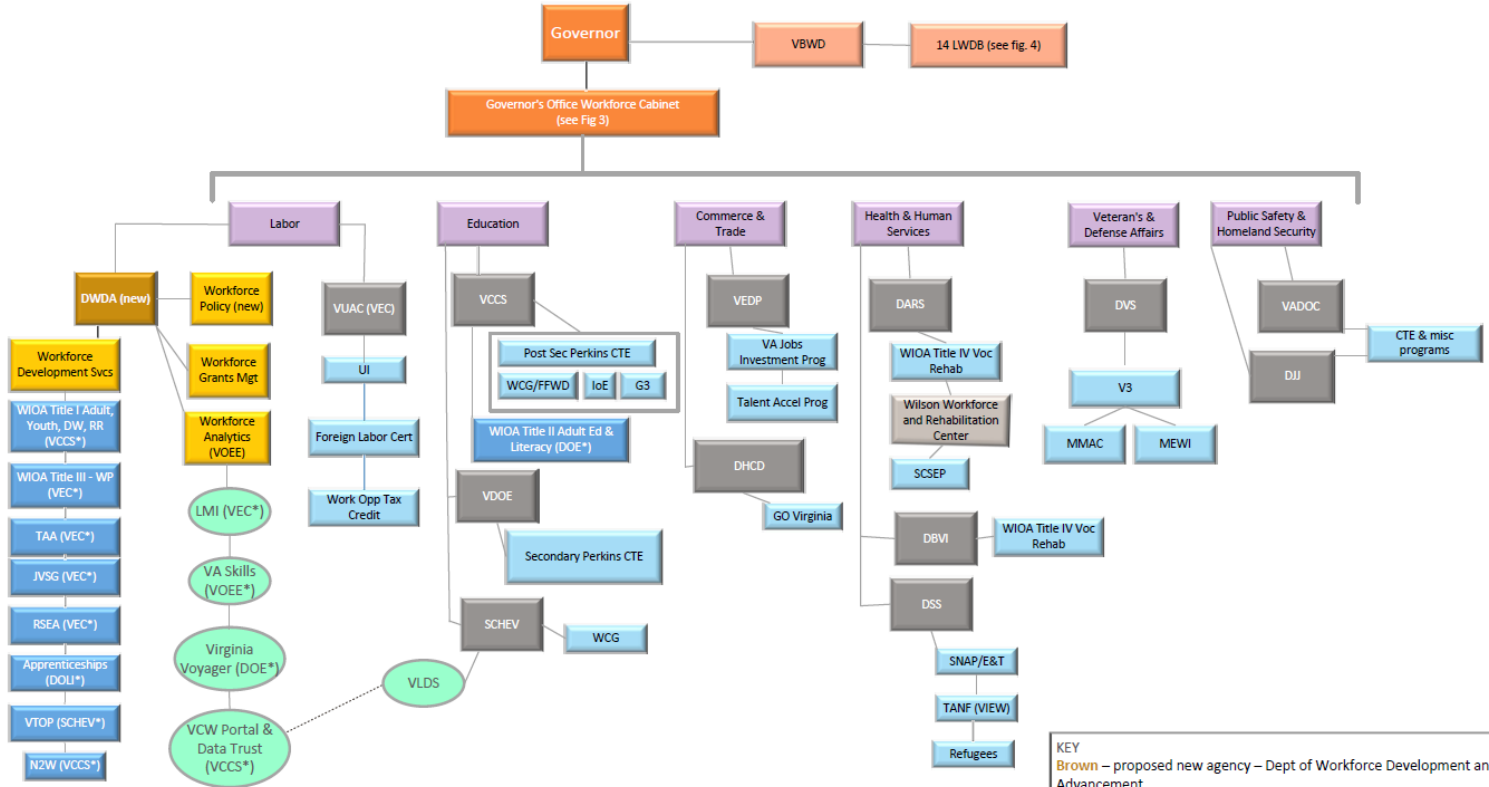 Governor
VBWD
14 LWDB (see fig. 4)
Governor's Office Workforce Cabinet
(see Fig 3)
Labor
Education
Commerce &
Trade
Health & Human
Services
Veteran's &
Defense Affairs
Public Safety &
Homeland Security
DWDA (new)
Workforce
Policy (new)
Workforce
Development Svcs
Workforce
Grants Mgt
Workforce
Analytics
(VOEE)
WIOA Title I Adult,
Youth, DW, RR
(VCCS*)
WIOA Title III - WP
(VEC*)
TAA (VEC*)
JVSG (VEC*)
RSEA (VEC*)
Apprenticeships
(DOLI*)
VTOP (SCHEV*)
N2W (VCCS*)
LMI (VEC*)
VA Skills
(VOEE*)
Virginia
Voyager (DOE*)
VCW Portal &
Data Trust
(VCCS*)
VLDS
VUAC (VEC)
UI
Foreign Labor Cert
Work Opp Tax
Credit
VCCS
Post Sec Perkins CTE
WCG/FFWD
IoE
G3
WIOA Title II Adult Ed &
Literacy (DOE*)
VDOE
Secondary Perkins CTE
SCHEV
WCG
VEDP
VA Jobs
Investment Prog
Talent Accel Prog
DHCD
GO Virginia
DARS
WIOA Title IV Voc
Rehab
Wilson Workforce
and Rehabilitation
Center
SCSEP
DBVI
WIOA Title IV Voc
Rehab
DSS
SNAP/E&T
TANF (VIEW)
Refugees
DVS
V3
MMAC
MEWI
VADOC
CTE & misc
programs
DJJ
KEY
Brown – proposed new agency – Dept of Workforce Development an
Advancement